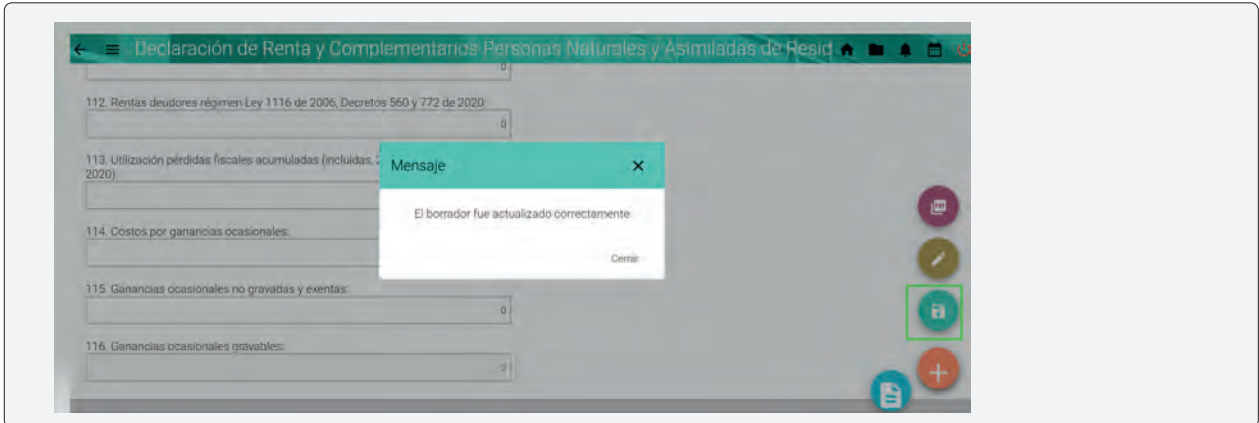 Declaración de Renta y Complementarios Personas Naturales y Asimiladas de Resid
0
112. Rentas deudores régimen Ley 1116 de 2006, Decretos 560 y 772 de 2020:
0
113. Utilización pérdidas fiscales acumuladas (incluidas,
2020):
Mensaje
El borrador fue actualizado correctamente
Cerrar
114. Costos por ganancias ocasionales:
115. Ganancias ocasionales no gravadas y exentas:
0
116. Ganancias ocasionales gravables: